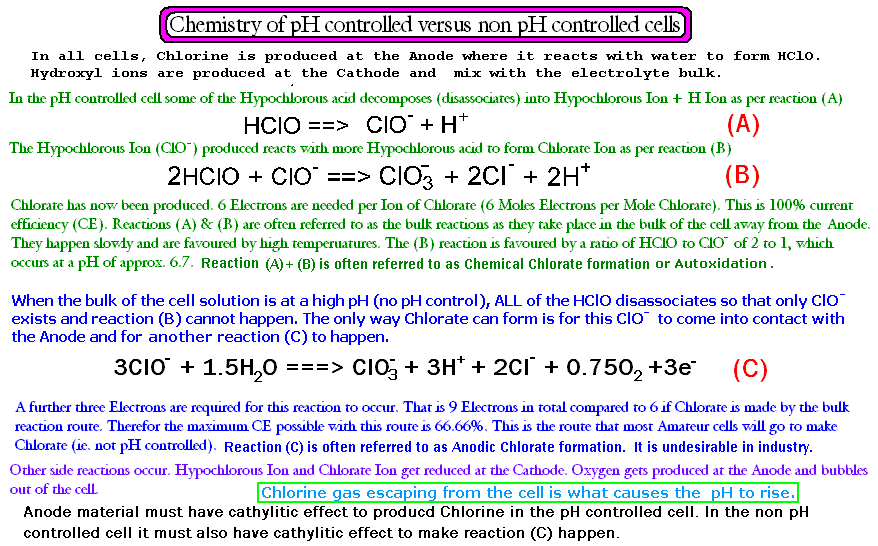 Chemistry of pH controlled versus non pH controlled cells
In all cells, Chlorine is produced at the Anode where it reacts with water to form HClO.
Hydroxyl ions are produced at the Cathode and mix with the electrolyte bulk.
In the pH controlled cell some of the Hypochlorous acid decomposes (disassociates) into Hypochlorous Ion + H Ion as per reaction (A)
HClO ==> ClO⁻ + H⁺ (A)
The Hypochlorous Ion (ClO⁻) produced reacts with more Hypochlorous acid to form Chlorate Ion as per reaction (B)
2HClO + ClO⁻ ==> ClO₃⁻ + 2Cl⁻ + 2H⁺ (B)
Chlorate has now been produced. 6 Electrons are needed per Ion of Chlorate (6 Moles Electrons per Mole Chlorate). This is 100% current
efficiency (CE). Reactions (A) & (B) are often referred to as the bulk reactions as they take place in the bulk of the cell away from the Anode.
They happen slowly and are favoured by high temperuatures. The (B) reaction is favoured by a ratio of HClO to ClO⁻ of 2 to 1, which
occurs at a pH of approx. 6.7. Reaction (A)+ (B) is often referred to as Chemical Chlorate formation or Autoxidation.
When the bulk of the cell solution is at a high pH (no pH control), ALL of the HClO disassociates so that only ClO⁻
exists and reaction (B) cannot happen. The only way Chlorate can form is for this ClO⁻ to come into contact with
the Anode and for another reaction (C) to happen.
3ClO⁻ + 1.5H₂O ===> ClO₃⁻ + 3H⁺ + 2Cl⁻ + 0.75O₂ +3e⁻ (C)
A further three Electrons are required for this reaction to occur. That is 9 Electrons in total compared to 6 if Chlorate is made by the bulk
reaction route. Therefor the maximum CE possible with this route is 66.66%. This is the route that most Amateur cells will go to make
Chlorate (ie. not pH controlled). Reaction (C) is often referred to as Anodic Chlorate formation. It is undesirable in industry.
Other side reactions occur. Hypochlorous Ion and Chlorate Ion get reduced at the Cathode. Oxygen gets produced at the Anode and bubbles
out of the cell. Chlorine gas escaping from the cell is what causes the pH to rise.
Anode material must have cathylitic effect to producd Chlorine in the pH controlled cell. In the non pH
controlled cell it must also have cathylitic effect to make reaction (C) happen.